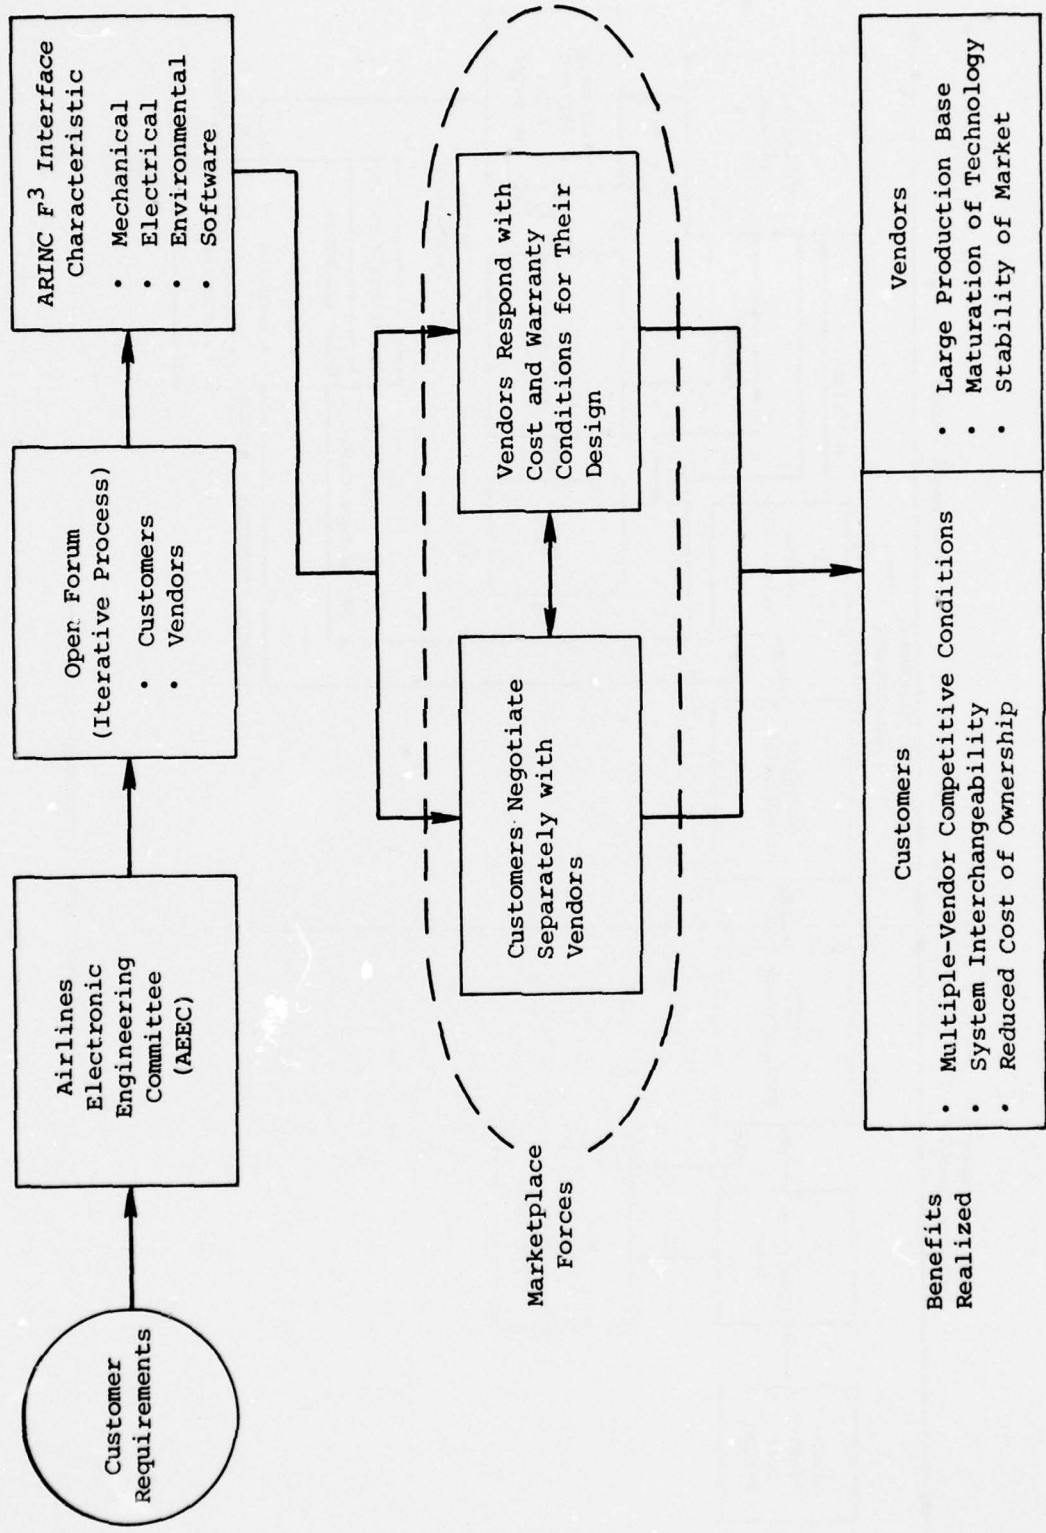 Customer
Requirements
Airlines
Electronic
Engineering
Committee
(AEEC)
Open Forum
(Iterative Process)
• Customers
• Vendors
ARINC F³ Interface
Characteristic
• Mechanical
• Electrical
• Environmental
• Software
Marketplace
Forces
Customers Negotiate
Separately with
Vendors
Vendors Respond with
Cost and Warranty
Conditions for Their
Design
Benefits
Realized
Customers
• Multiple-Vendor Competitive Conditions
• System Interchangeability
• Reduced Cost of Ownership
Vendors
• Large Production Base
• Maturation of Technology
• Stability of Market